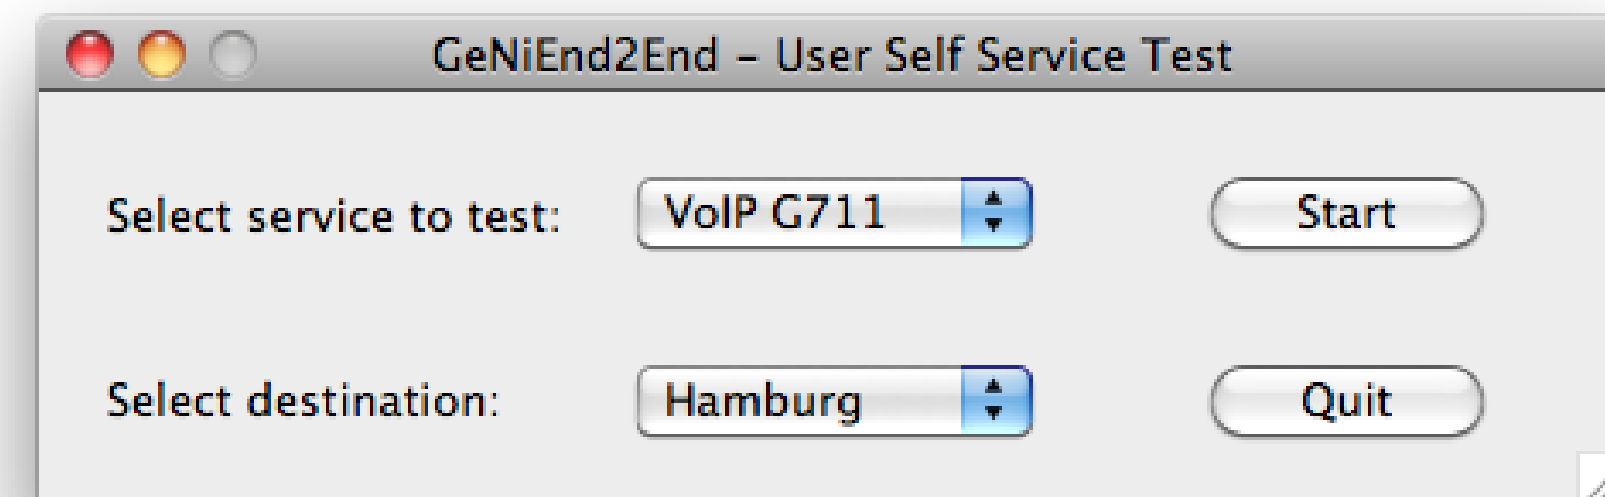 GeNiEnd2End – User Self Service Test
Select service to test: VoIP G711 Start
Select destination: Hamburg Quit